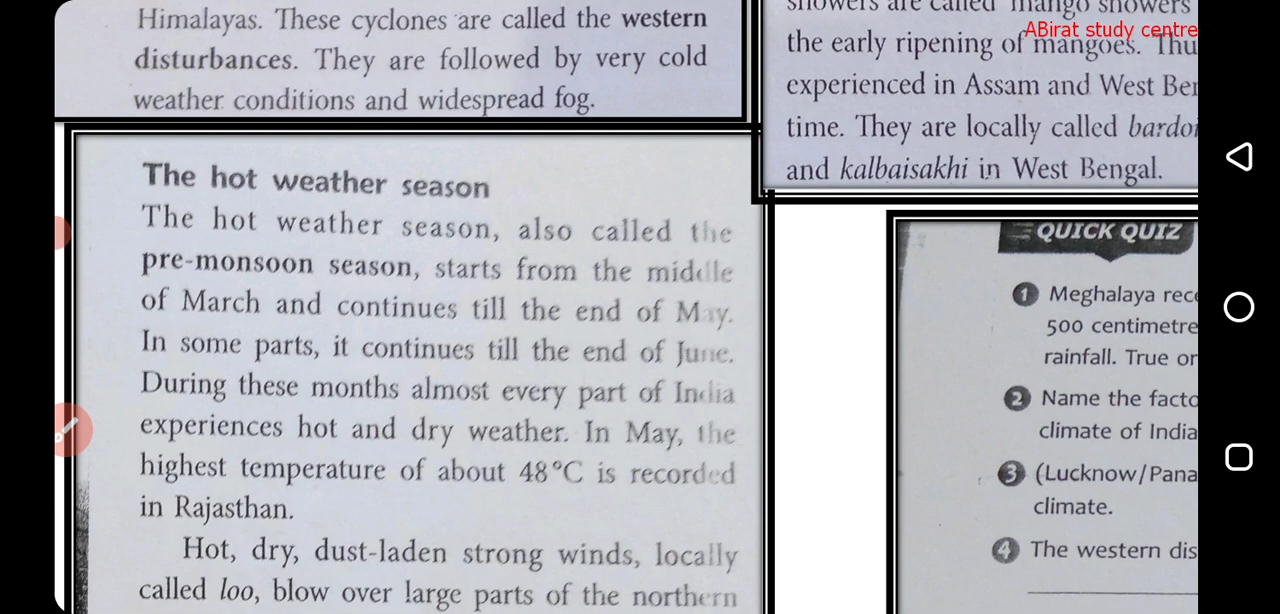 Himalayas. These cyclones are called the western
disturbances. They are followed by very cold
weather conditions and widespread fog.
The hot weather season
The hot weather season, also called the
pre-monsoon season, starts from the middle
of March and continues till the end of May.
In some parts, it continues till the end of June.
During these months almost every part of India
experiences hot and dry weather. In May, the
highest temperature of about 48°C is recorded
in Rajasthan.
Hot, dry, dust-laden strong winds, locally
called loo, blow over large parts of the northern
showers are called mango showers
ABirat study centre
the early ripening of mangoes. Thu
experienced in Assam and West Ber
time. They are locally called bardoi
and kalbaisakhi in West Bengal.
QUICK QUIZ
1 Meghalaya rece
500 centimetre
rainfall. True or
2 Name the facto
climate of India
3 (Lucknow/Pana
climate.
4 The western dis